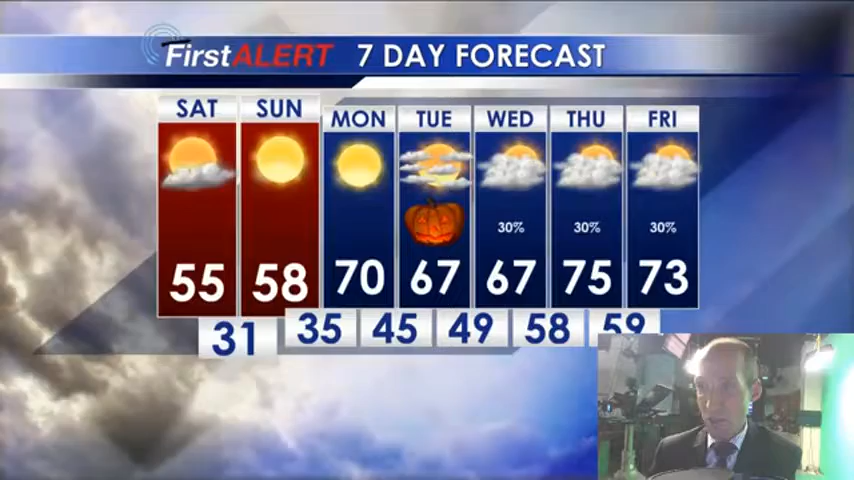 FirstALERT 7 DAY FORECAST
SAT SUN MON TUE WED THU FRI
30% 30% 30%
55 58 70 67 67 75 73
31 35 45 49 58 59